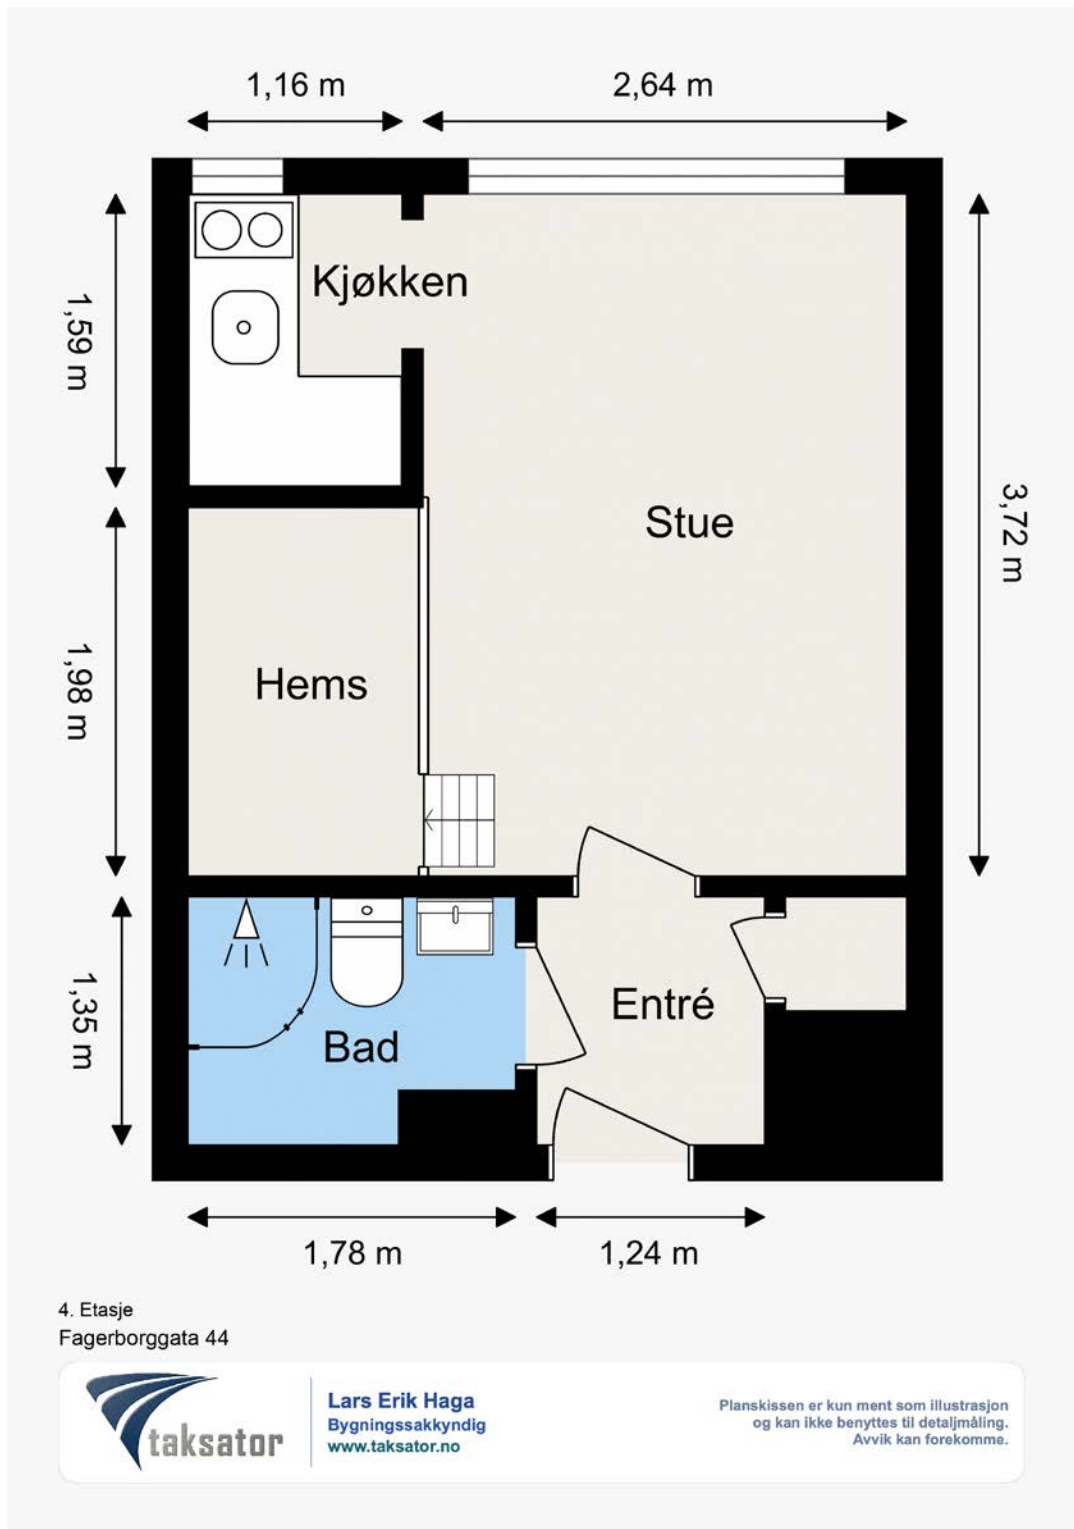 1,16 m
2,64 m
1,59 m
Kjøkken
3,72 m
Stue
1,98 m
Hems
1,35 m
Bad
Entré
1,78 m
1,24 m
4. Etasje
Fagerborggata 44
taksator
Lars Erik Haga
Bygningssakkyndig
www.taksator.no
Planskissen er kun ment som illustrasjon
og kan ikke benyttes til detaljmåling.
Avvik kan forekomme.